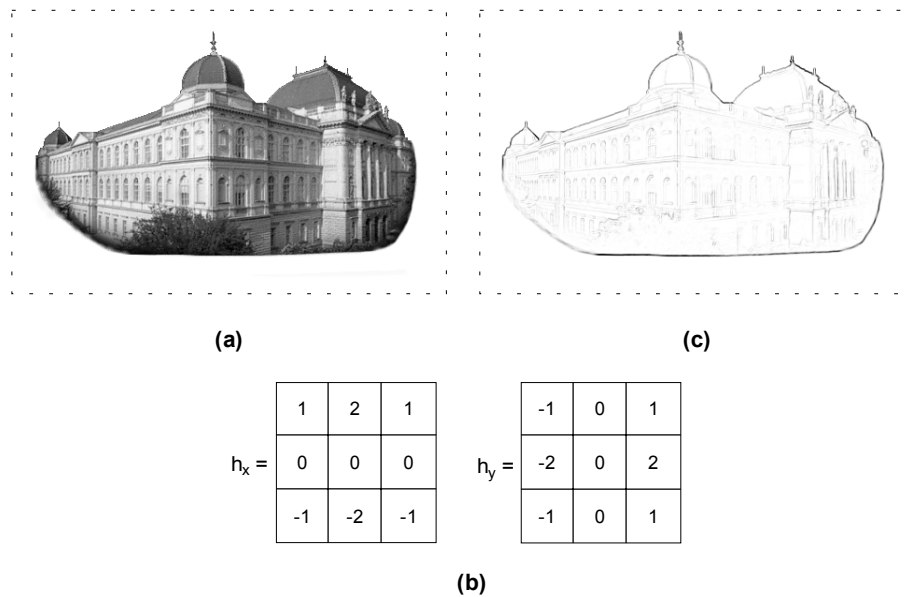 (a)
(c)
h_x =
1 2 1
0 0 0
-1 -2 -1
h_y =
-1 0 1
-2 0 2
-1 0 1
(b)